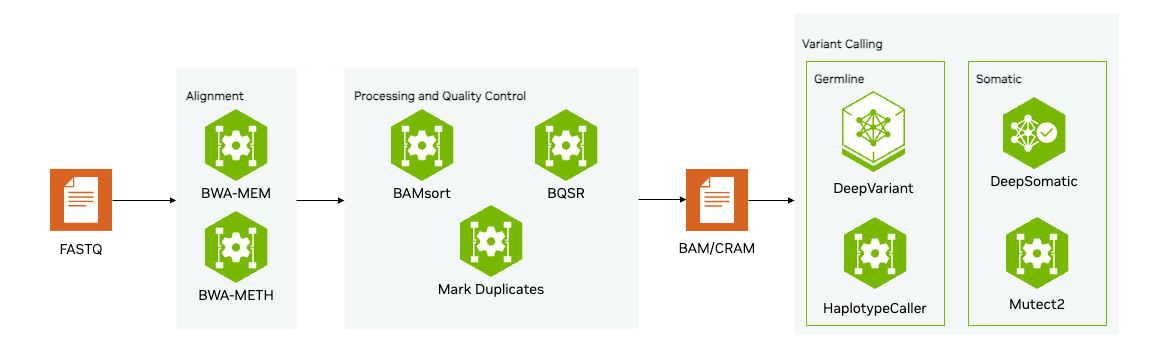 FASTQ
Alignment
BWA-MEM
BWA-METH
Processing and Quality Control
BAMsort
BQSR
Mark Duplicates
BAM/CRAM
Variant Calling
Germline
DeepVariant
HaplotypeCaller
Somatic
DeepSomatic
Mutect2